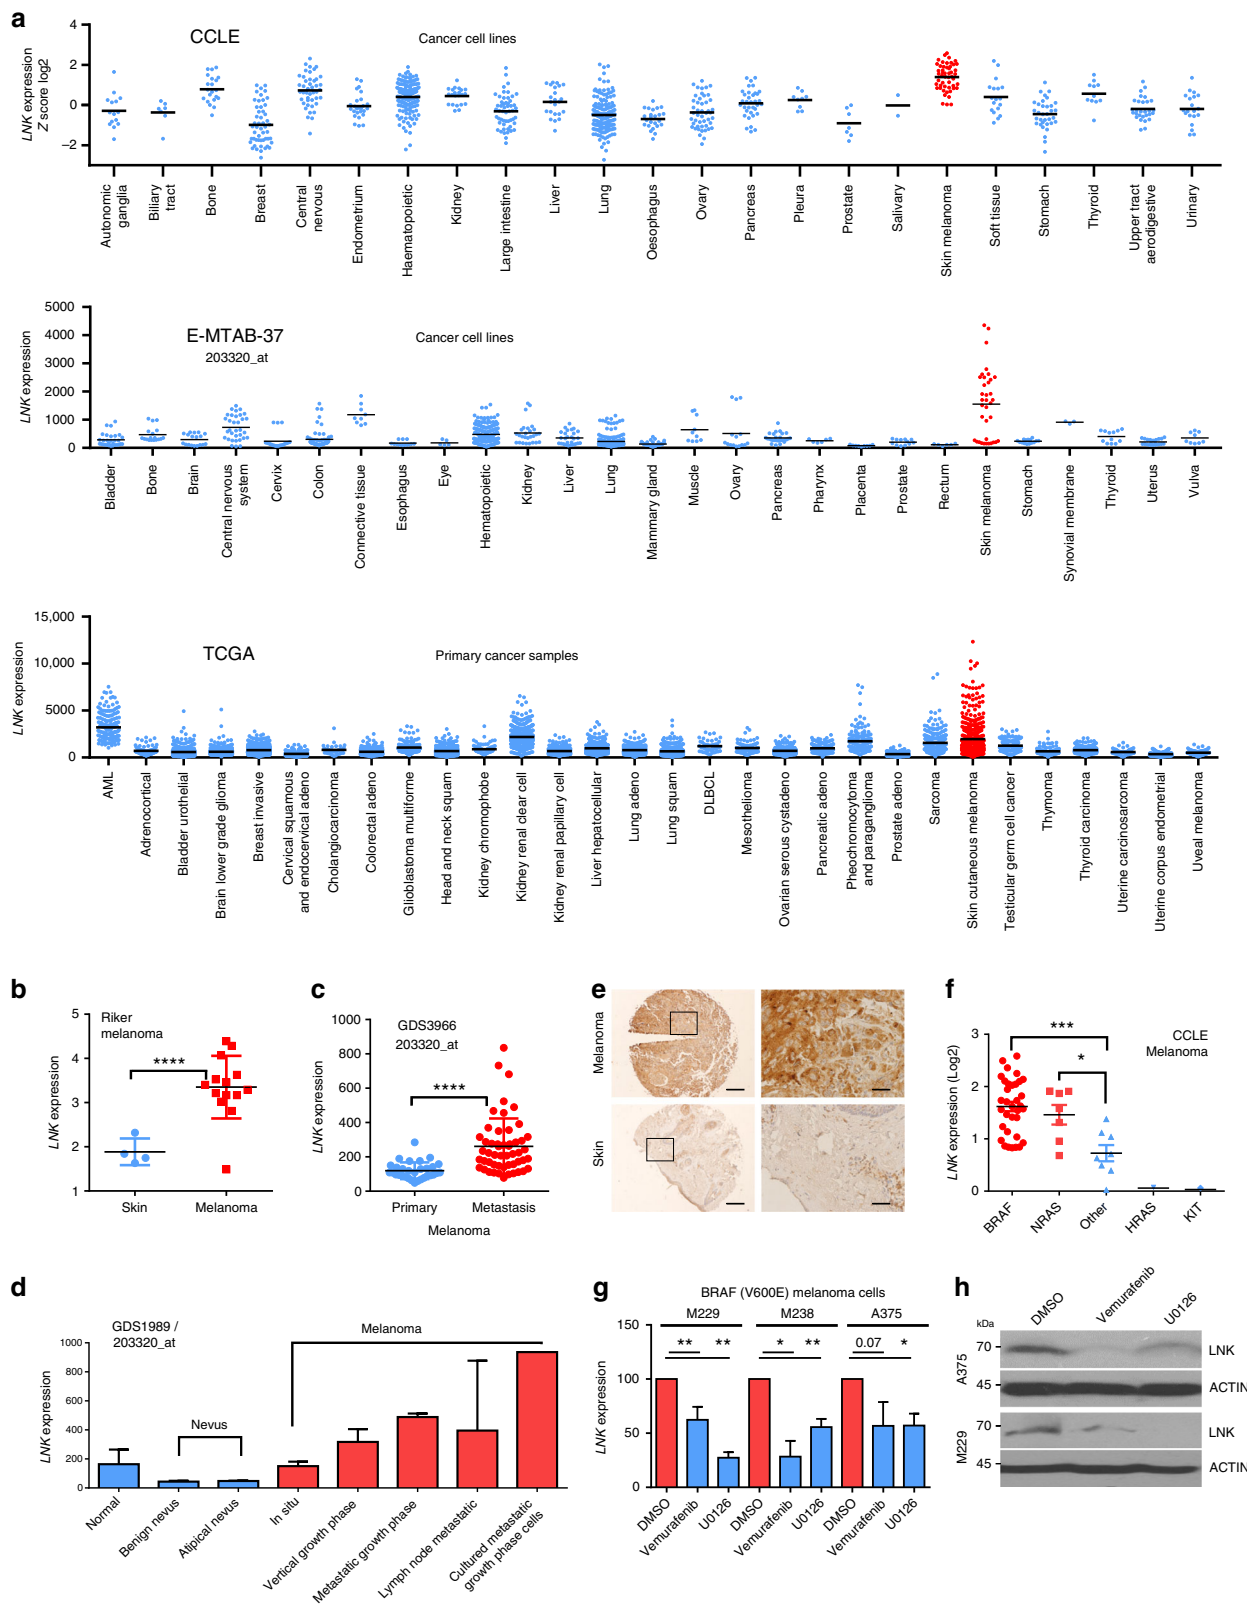 a
CCLE
Cancer cell lines
LNK expression
Z score log2
4
2
0
−2
Autonomic
ganglia
Biliary
tract
Bone
Breast
Central
nervous
Endometrium
Haematopoietic
Kidney
Large intestine
Liver
Lung
Oesophagus
Ovary
Pancreas
Pleura
Prostate
Salivary
Skin melanoma
Soft tissue
Stomach
Thyroid
Upper tract
aerodigestive
Urinary
E-MTAB-37
203320_at
Cancer cell lines
LNK expression
5000
4000
3000
2000
1000
0
Bladder
Bone
Brain
Central nervous
system
Cervix
Colon
Connective tissue
Esophagus
Eye
Hematopoietic
Kidney
Liver
Lung
Mammary gland
Muscle
Ovary
Pancreas
Pharynx
Placenta
Prostate
Rectum
Skin melanoma
Stomach
Synovial membrane
Thyroid
Uterus
Vulva
TCGA
Primary cancer samples
LNK expression
15,000
10,000
5000
0
AML
Adrenocortical
Bladder urothelial
Brain lower grade glioma
Breast invasive
Cervical squamous
and endocervical adeno
Cholangiocarcinoma
Colorectal adeno
Glioblastoma multiforme
Head and neck squam
Kidney chromophobe
Kidney renal clear cell
Kidney renal papillary cell
Liver hepatocellular
Lung adeno
Lung squam
DLBCL
Mesothelioma
Ovarian serous cystadeno
Pancreatic adeno
Pheochromocytoma
and paraganglioma
Prostate adeno
Sarcoma
Skin cutaneous melanoma
Testicular germ cell cancer
Thymoma
Thyroid carcinoma
Uterine carcinosarcoma
Uterine corpus endometrial
Uveal melanoma
b
Riker
melanoma
****
LNK expression
5
4
3
2
1
Skin
Melanoma
c
GDS3966
203320_at
****
LNK expression
1000
800
600
400
200
0
Primary
Metastasis
Melanoma
e
Melanoma
Skin
f
CCLE
Melanoma
***
*
LNK expression (Log2)
3
2
1
0
BRAF
NRAS
Other
HRAS
KIT
d
GDS1989 /
203320_at
Melanoma
Nevus
LNK expression
1000
800
600
400
200
0
Normal
Benign nevus
Atipical nevus
In situ
Vertical growth phase
Metastatic growth phase
Lymph node metastatic
Cultured metastatic
growth phase cells
g
BRAF (V600E) melanoma cells
M229
M238
A375
**
**
*
**
0.07
*
LNK expression
150
100
50
0
DMSO
Vemurafenib
U0126
DMSO
Vemurafenib
U0126
DMSO
Vemurafenib
U0126
h
DMSO
Vemurafenib
U0126
kDa
A375
70
LNK
45
ACTIN
M229
70
LNK
45
ACTIN